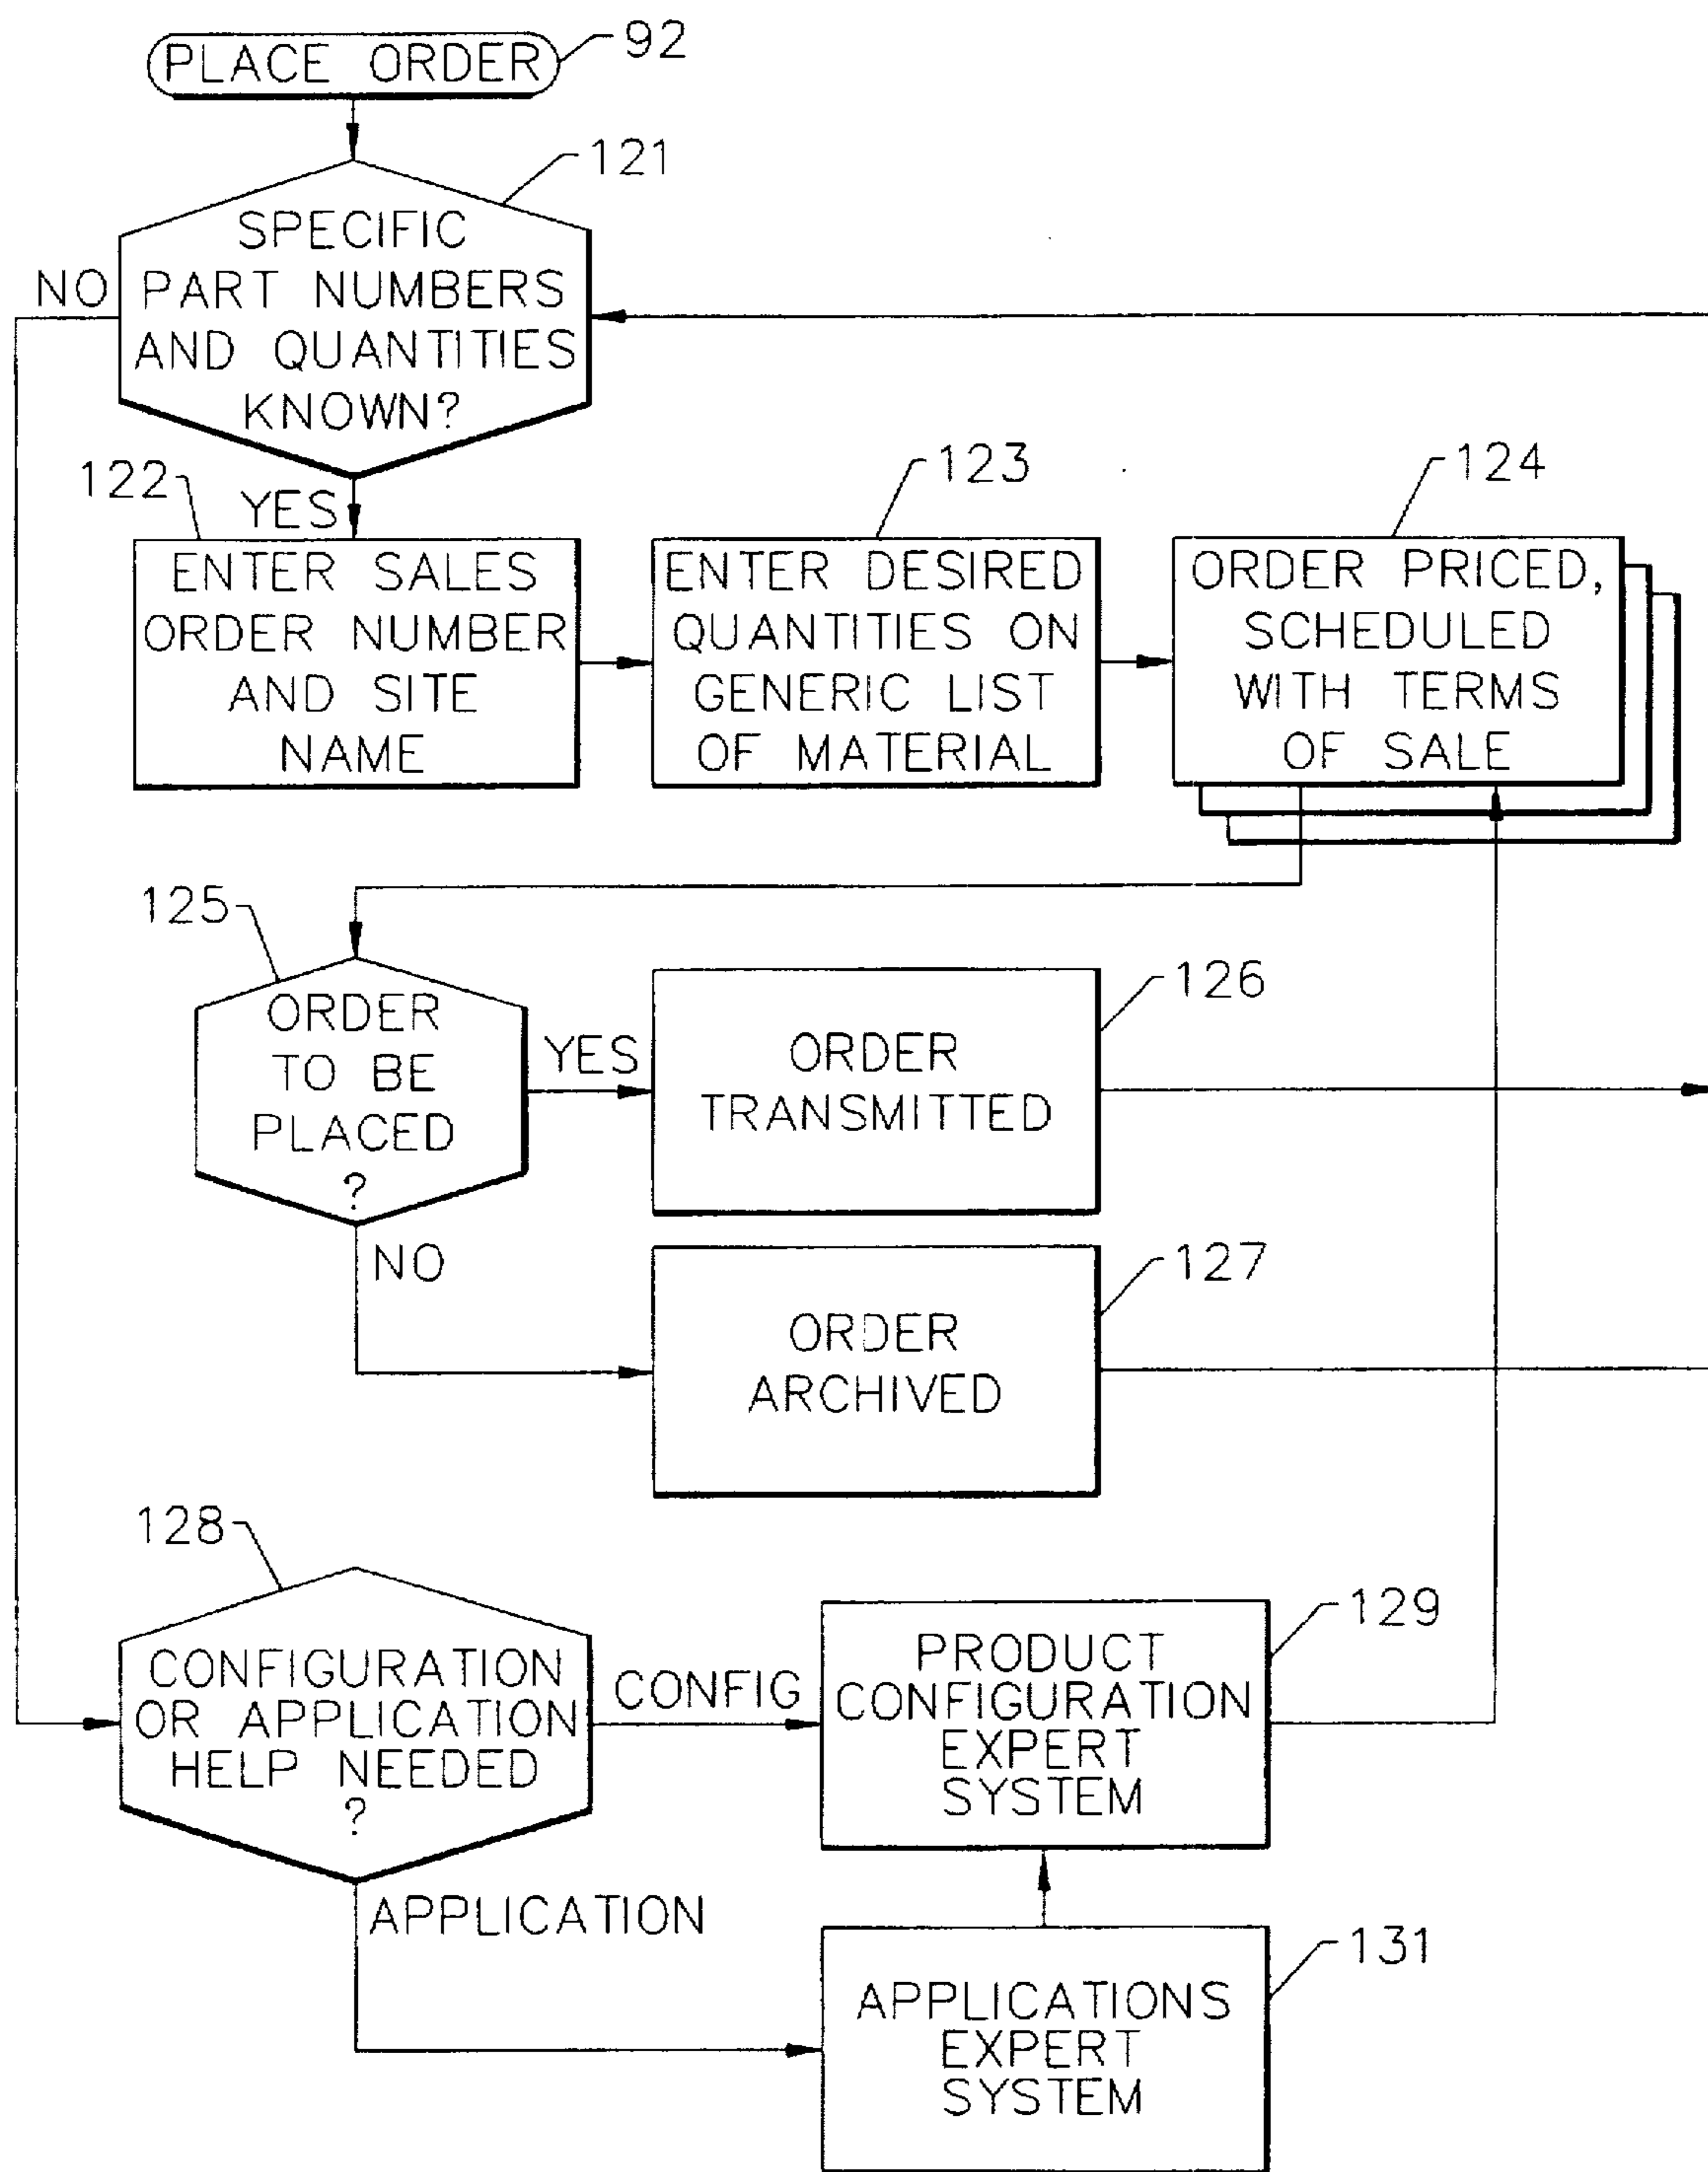 PLACE ORDER
92
121
SPECIFIC
PART NUMBERS
AND QUANTITIES
KNOWN?
NO
YES
122
ENTER SALES
ORDER NUMBER
AND SITE
NAME
123
ENTER DESIRED
QUANTITIES ON
GENERIC LIST
OF MATERIAL
124
ORDER PRICED,
SCHEDULED
WITH TERMS
OF SALE
125
ORDER
TO BE
PLACED
?
YES
126
ORDER
TRANSMITTED
NO
127
ORDER
ARCHIVED
128
CONFIGURATION
OR APPLICATION
HELP NEEDED
?
CONFIG
129
PRODUCT
CONFIGURATION
EXPERT
SYSTEM
APPLICATION
131
APPLICATIONS
EXPERT
SYSTEM